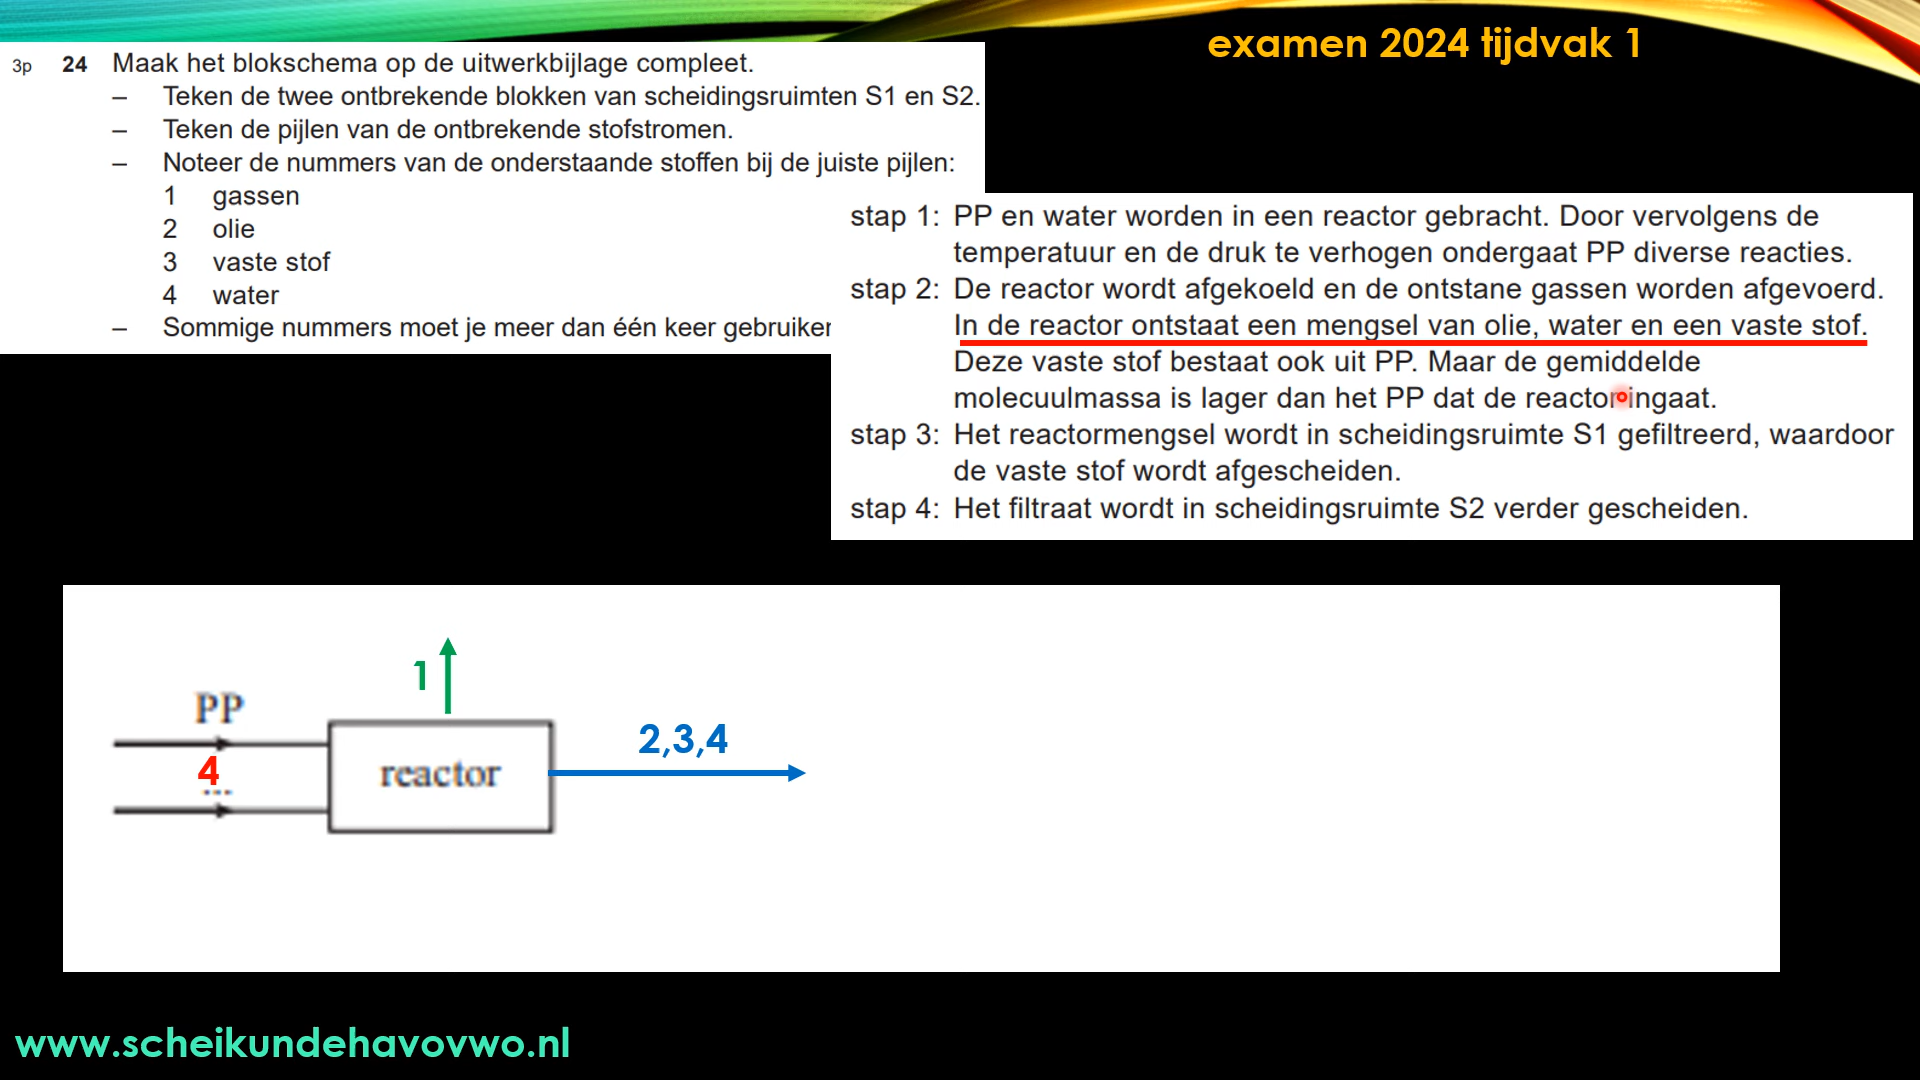 examen 2024 tijdvak 1
3p 24 Maak het blokschema op de uitwerkbijlage compleet.
– Teken de twee ontbrekende blokken van scheidingsruimten S1 en S2.
– Teken de pijlen van de ontbrekende stofstromen.
– Noteer de nummers van de onderstaande stoffen bij de juiste pijlen:
1 gassen
2 olie
3 vaste stof
4 water
– Sommige nummers moet je meer dan één keer gebruiken
stap 1: PP en water worden in een reactor gebracht. Door vervolgens de
temperatuur en de druk te verhogen ondergaat PP diverse reacties.
stap 2: De reactor wordt afgekoeld en de ontstane gassen worden afgevoerd.
In de reactor ontstaat een mengsel van olie, water en een vaste stof.
Deze vaste stof bestaat ook uit PP. Maar de gemiddelde
molecuulmassa is lager dan het PP dat de reactor ingaat.
stap 3: Het reactormengsel wordt in scheidingsruimte S1 gefiltreerd, waardoor
de vaste stof wordt afgescheiden.
stap 4: Het filtraat wordt in scheidingsruimte S2 verder gescheiden.
1
PP
2,3,4
4
...
reactor
www.scheikundehavovwo.nl